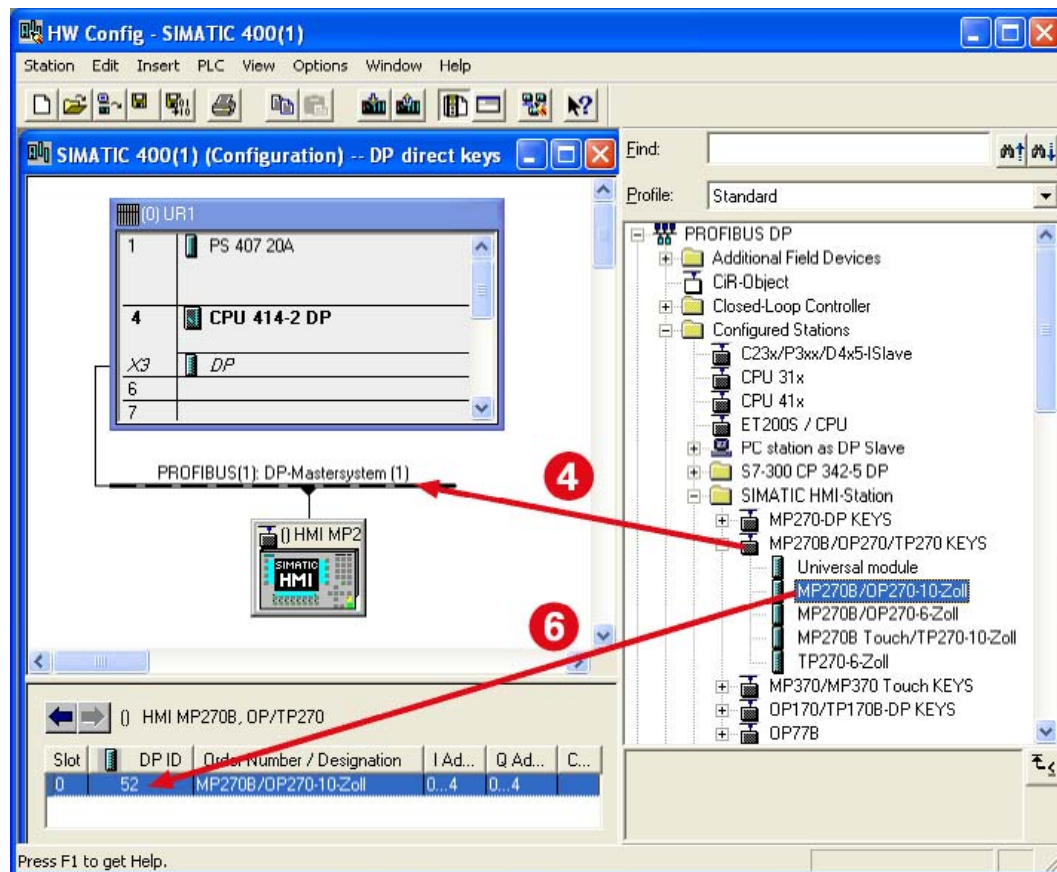 HW Config - SIMATIC 400(1)
Station Edit Insert PLC View Options Window Help
SIMATIC 400(1) (Configuration) -- DP direct keys
(0) UR1
1 PS 407 20A
4 CPU 414-2 DP
X3 DP
6
7
PROFIBUS(1): DP-Mastersystem (1)
() HMI MP2
SIMATIC
HMI
4
6
() HMI MP270B, OP/TP270
Slot DP ID Order Number / Designation I Ad... Q Ad... C...
0 52 MP270B/OP270-10-Zoll 0...4 0...4
Find:
Profile: Standard
PROFIBUS DP
Additional Field Devices
CiR-Object
Closed-Loop Controller
Configured Stations
C23x/P3xx/D4x5-ISlave
CPU 31x
CPU 41x
ET200S / CPU
PC station as DP Slave
S7-300 CP 342-5 DP
SIMATIC HMI-Station
MP270-DP KEYS
MP270B/OP270/TP270 KEYS
Universal module
MP270B/OP270-10-Zoll
MP270B/OP270-6-Zoll
MP270B Touch/TP270-10-Zoll
TP270-6-Zoll
MP370/MP370 Touch KEYS
OP170/TP170B-DP KEYS
OP77B
Press F1 to get Help.